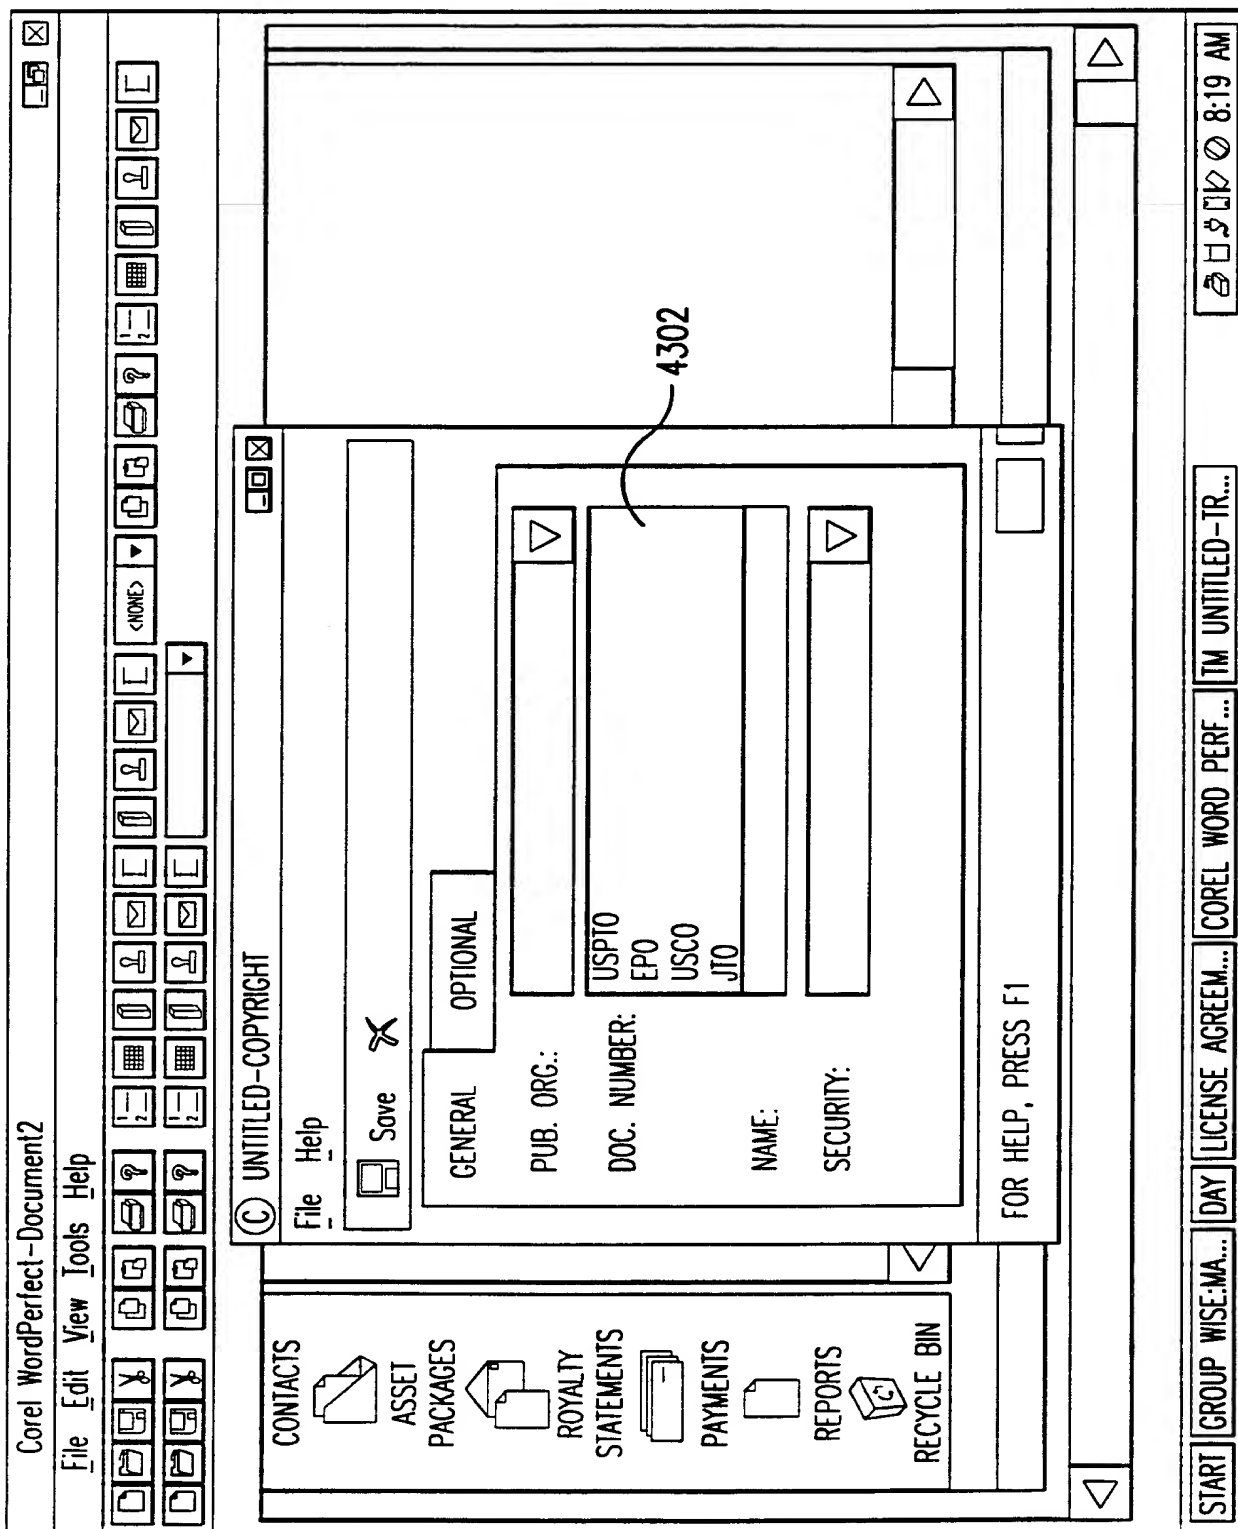 Corel WordPerfect-Document2
File Edit View Tools Help
<NONE>
CONTACTS
ASSET
PACKAGES
ROYALTY
STATEMENTS
PAYMENTS
REPORTS
RECYCLE BIN
© UNTITLED-COPYRIGHT
File Help
Save
GENERAL
OPTIONAL
PUB. ORG.:
DOC. NUMBER:
USPTO
EPO
USCO
JTO
NAME:
SECURITY:
FOR HELP, PRESS F1
4302
START
GROUP WISE:MA...
DAY
LICENSE AGREEM...
COREL WORD PERF...
TM UNTITLED-TR...
8:19 AM